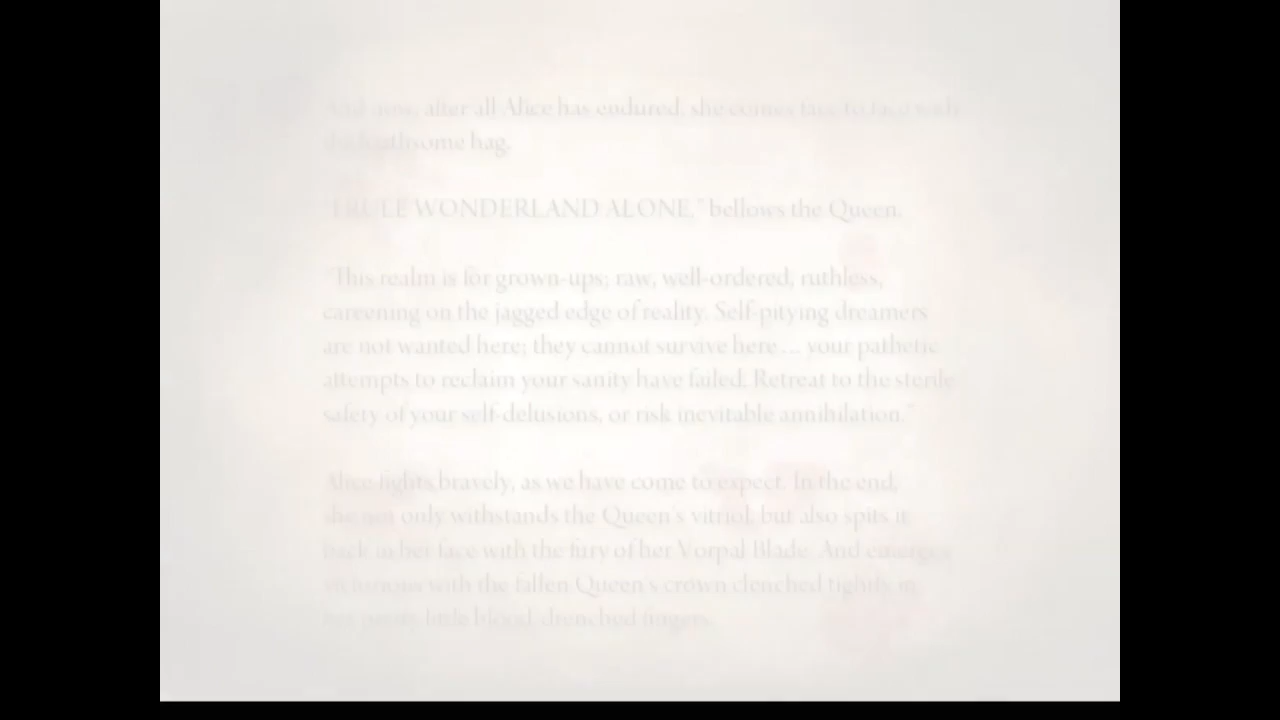 And now, after all Alice has endured, she comes face to face with
the loathsome hag.
"I RULE WONDERLAND ALONE," bellows the Queen.
"This realm is for grown-ups; raw, well-ordered, ruthless,
careening on the jagged edge of reality. Self-pitying dreamers
are not wanted here; they cannot survive here ... your pathetic
attempts to reclaim your sanity have failed. Retreat to the sterile
safety of your self-delusions, or risk inevitable annihilation."
Alice fights bravely, as we have come to expect. In the end,
she not only withstands the Queen's vitriol, but also spits it
back in her face with the fury of her Vorpal Blade. And emerges
victorious with the fallen Queen's crown clenched tightly in
her pretty little blood-drenched fingers.